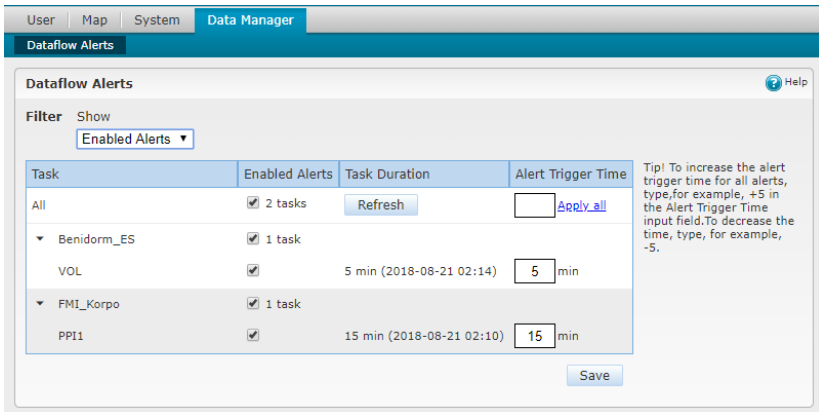 User Map System Data Manager
Dataflow Alerts
Dataflow Alerts Help
Filter Show
Enabled Alerts
Task Enabled Alerts Task Duration Alert Trigger Time
All 2 tasks Refresh Apply all
Benidorm_ES 1 task
VOL 5 min (2018-08-21 02:14) 5 min
FMI_Korpo 1 task
PPI1 15 min (2018-08-21 02:10) 15 min
Save
Tip! To increase the alert
trigger time for all alerts,
type,for example, +5 in
the Alert Trigger Time
input field.To decrease the
time, type, for example,
-5.